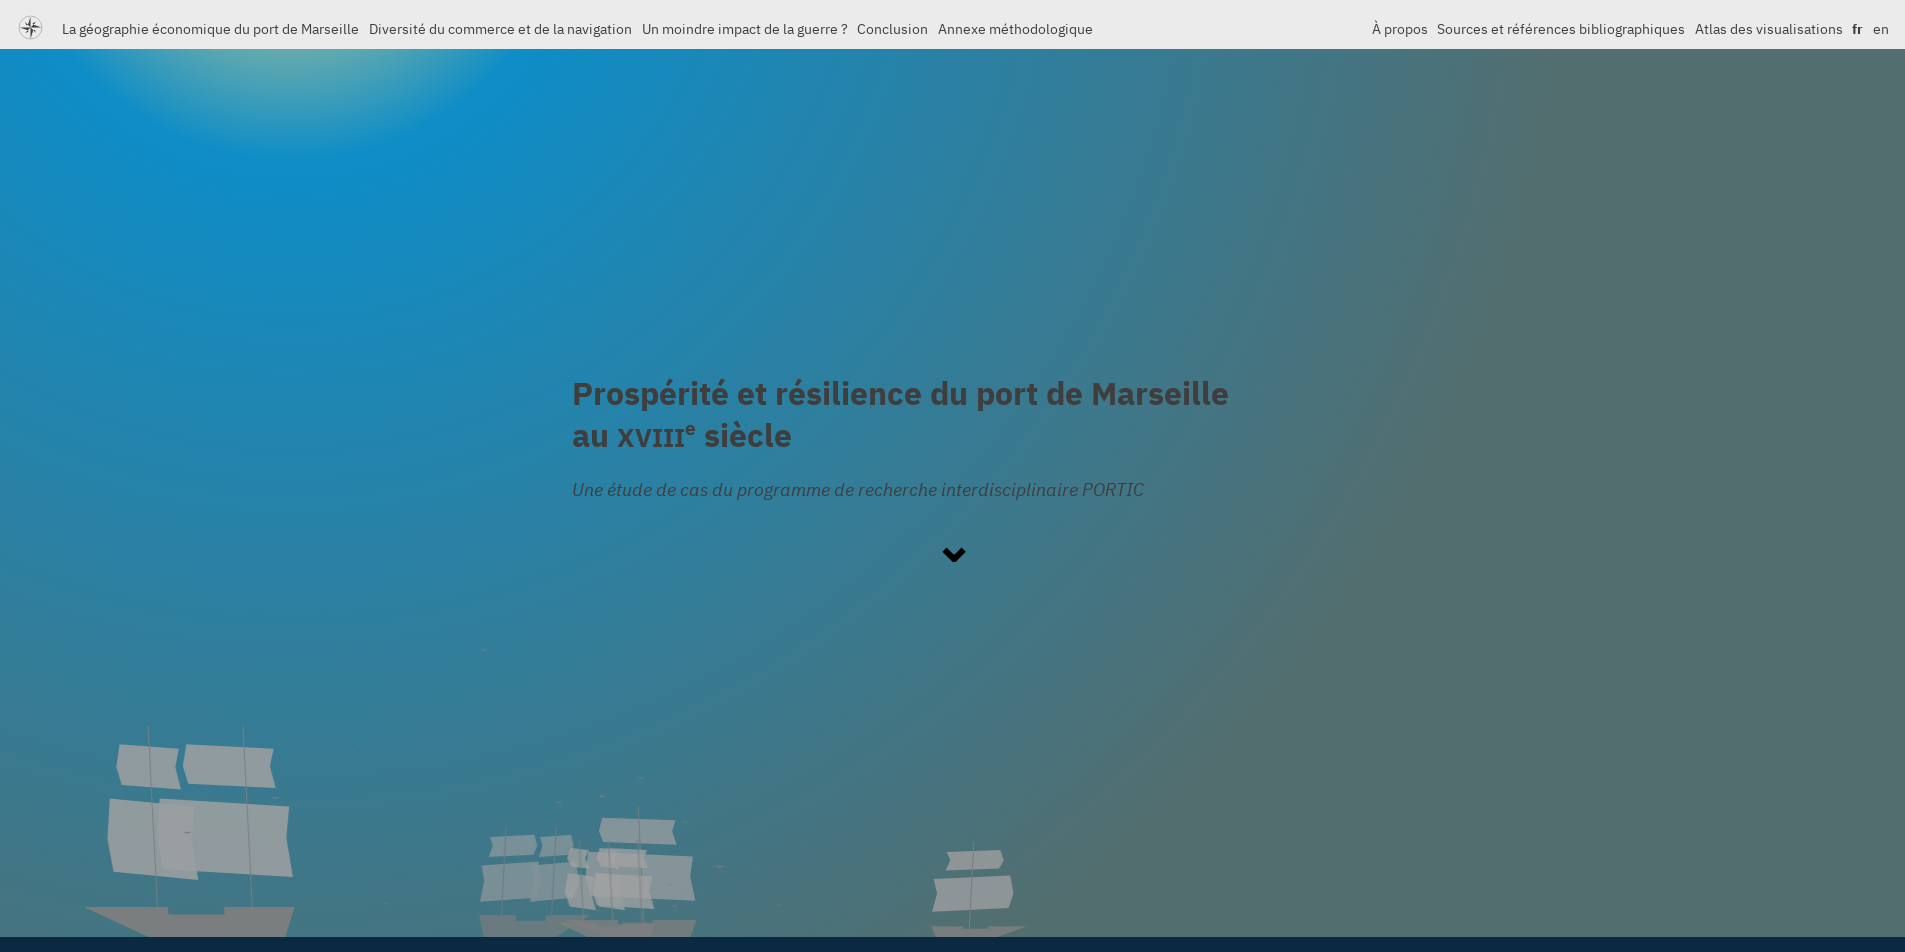 La géographie économique du port de Marseille Diversité du commerce et de la navigation Un moindre impact de la guerre ? Conclusion Annexe méthodologique À propos Sources et références bibliographiques Atlas des visualisations fr en
Prospérité et résilience du port de Marseille
au XVIIIe siècle
Une étude de cas du programme de recherche interdisciplinaire PORTIC